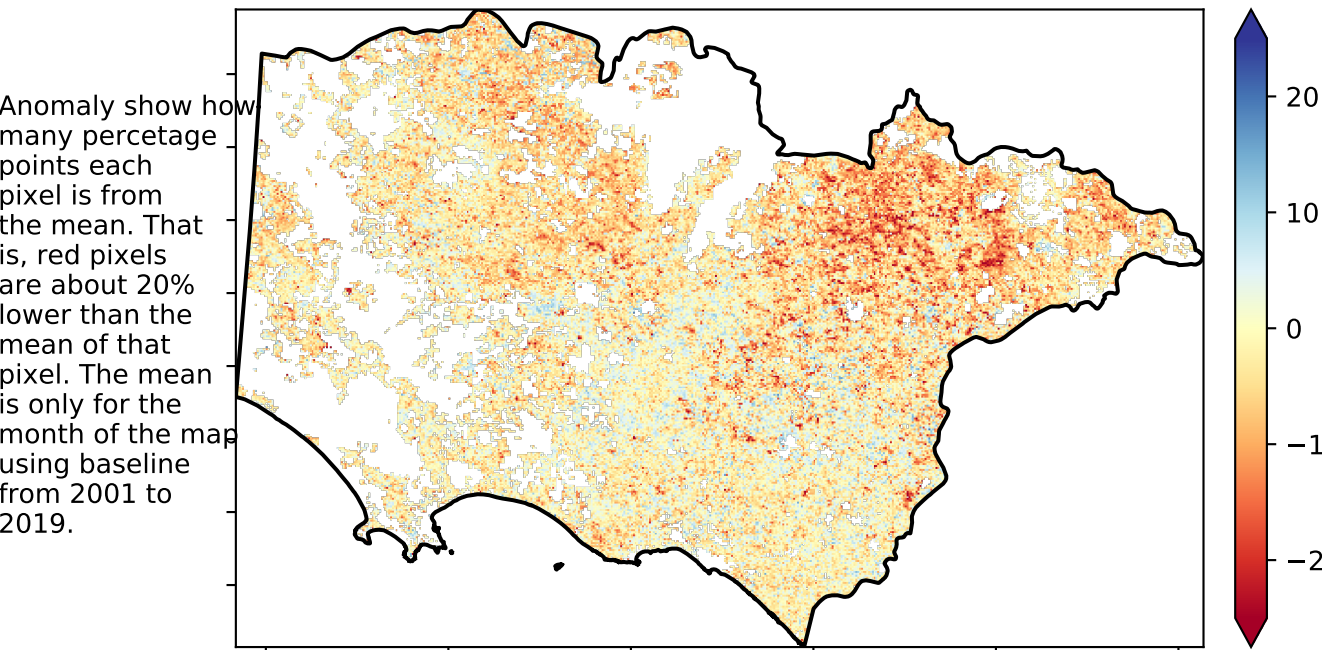 Anomaly show how
many percetage
points each
pixel is from
the mean. That
is, red pixels
are about 20%
lower than the
mean of that
pixel. The mean
is only for the
month of the map
using baseline
from 2001 to
2019.
20
10
0
−1
−2